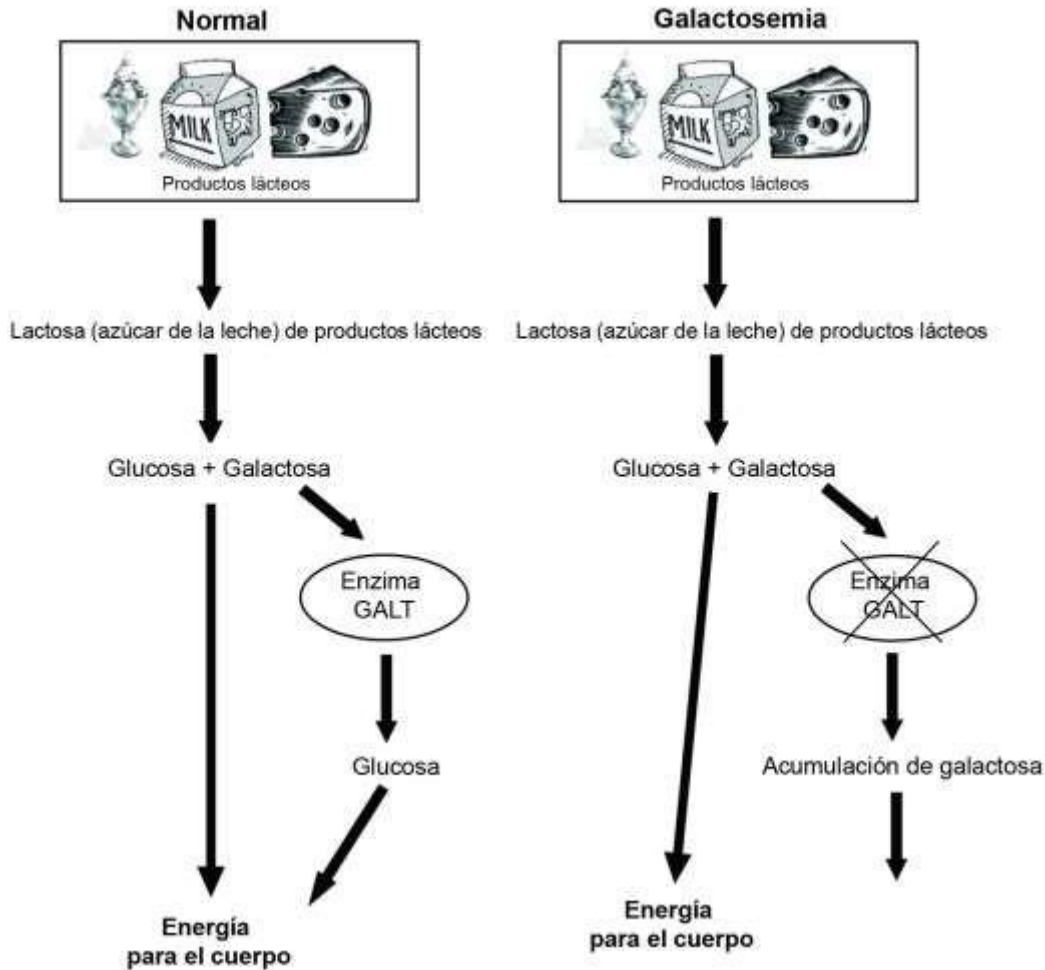 Normal
MILK
Productos lácteos
Lactosa (azúcar de la leche) de productos lácteos
Glucosa + Galactosa
Enzima
GALT
Glucosa
Energía
para el cuerpo
Galactosemia
MILK
Productos lácteos
Lactosa (azúcar de la leche) de productos lácteos
Glucosa + Galactosa
Enzima
GALT
Acumulación de galactosa
Energía
para el cuerpo